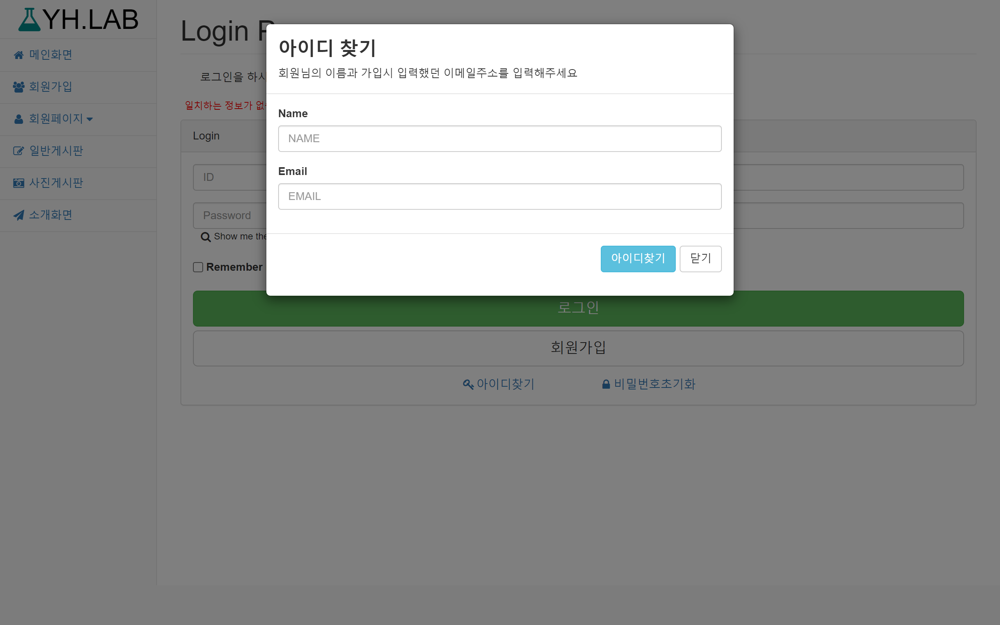 YH.LAB
메인화면
회원가입
회원페이지
일반게시판
사진게시판
소개화면
Login
로그인을 하시
일치하는 정보가 없
Login
ID
Password
Show me the
Remember
로그인
회원가입
아이디찾기
비밀번호초기화
아이디 찾기
회원님의 이름과 가입시 입력했던 이메일주소를 입력해주세요
Name
NAME
Email
EMAIL
아이디찾기
닫기